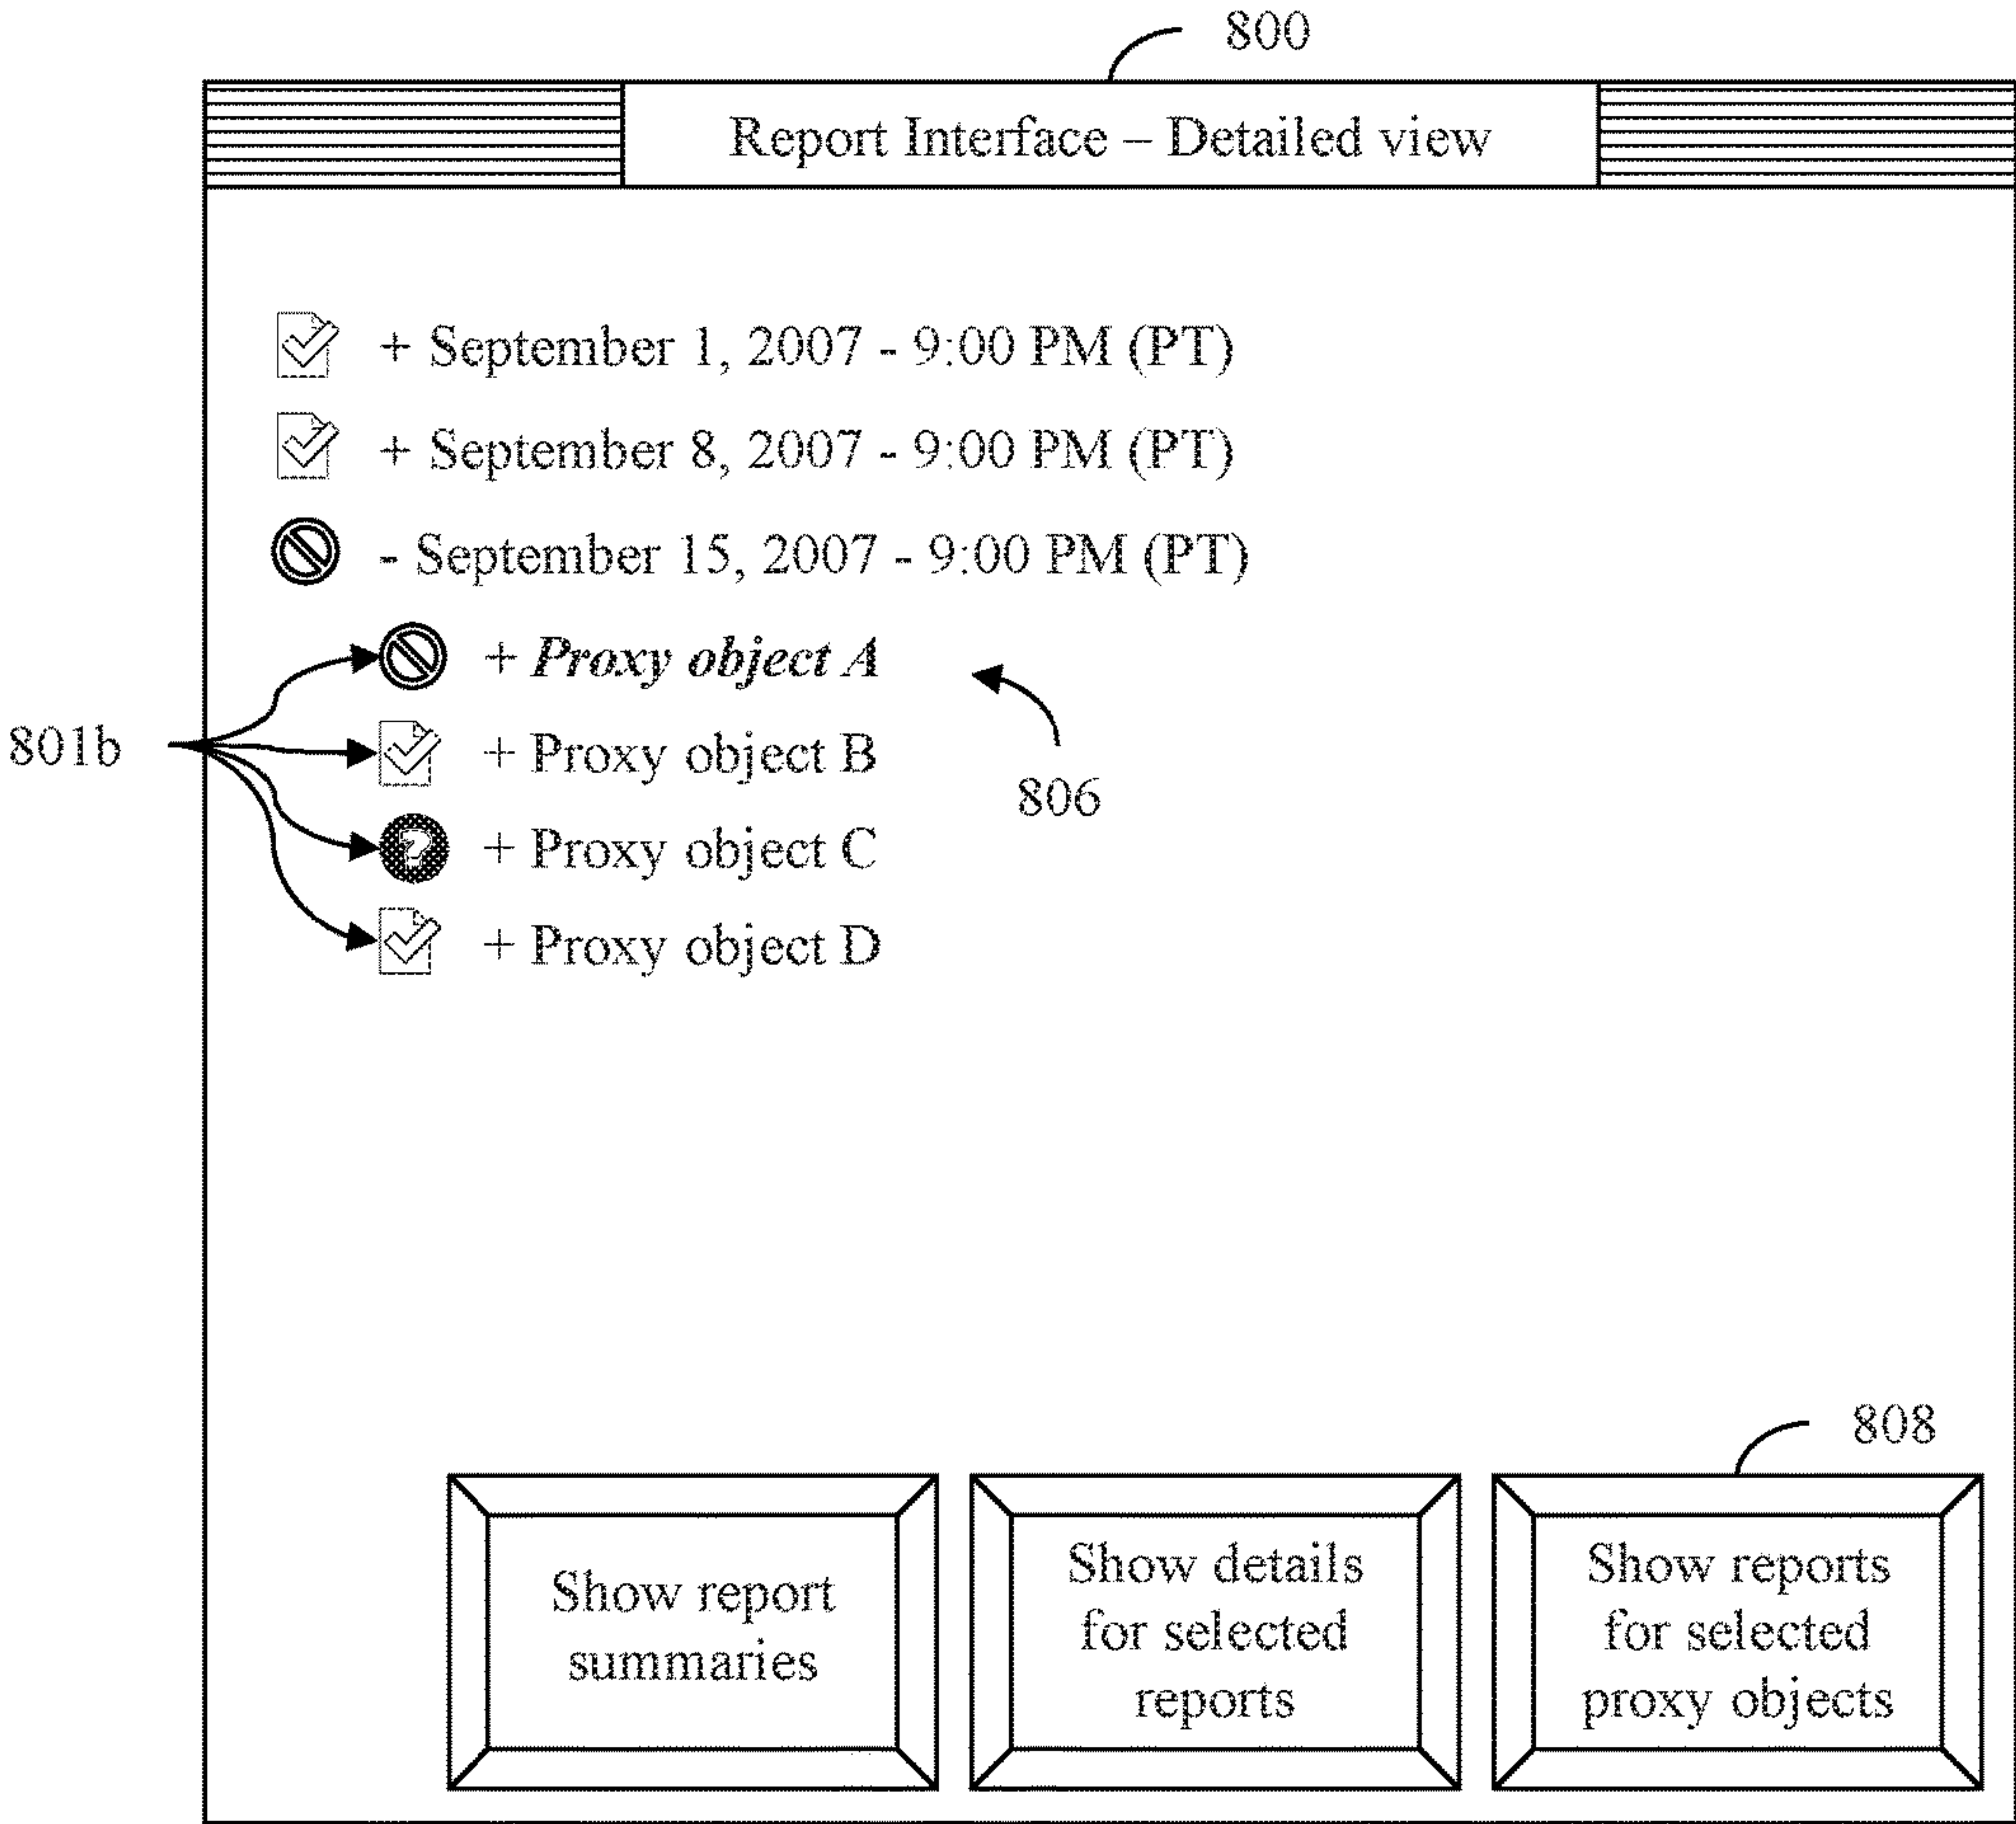 800
Report Interface – Detailed view
+ September 1, 2007 - 9:00 PM (PT)
+ September 8, 2007 - 9:00 PM (PT)
- September 15, 2007 - 9:00 PM (PT)
+ Proxy object A
801b
+ Proxy object B
806
?
+ Proxy object C
+ Proxy object D
808
Show report
summaries
Show details
for selected
reports
Show reports
for selected
proxy objects